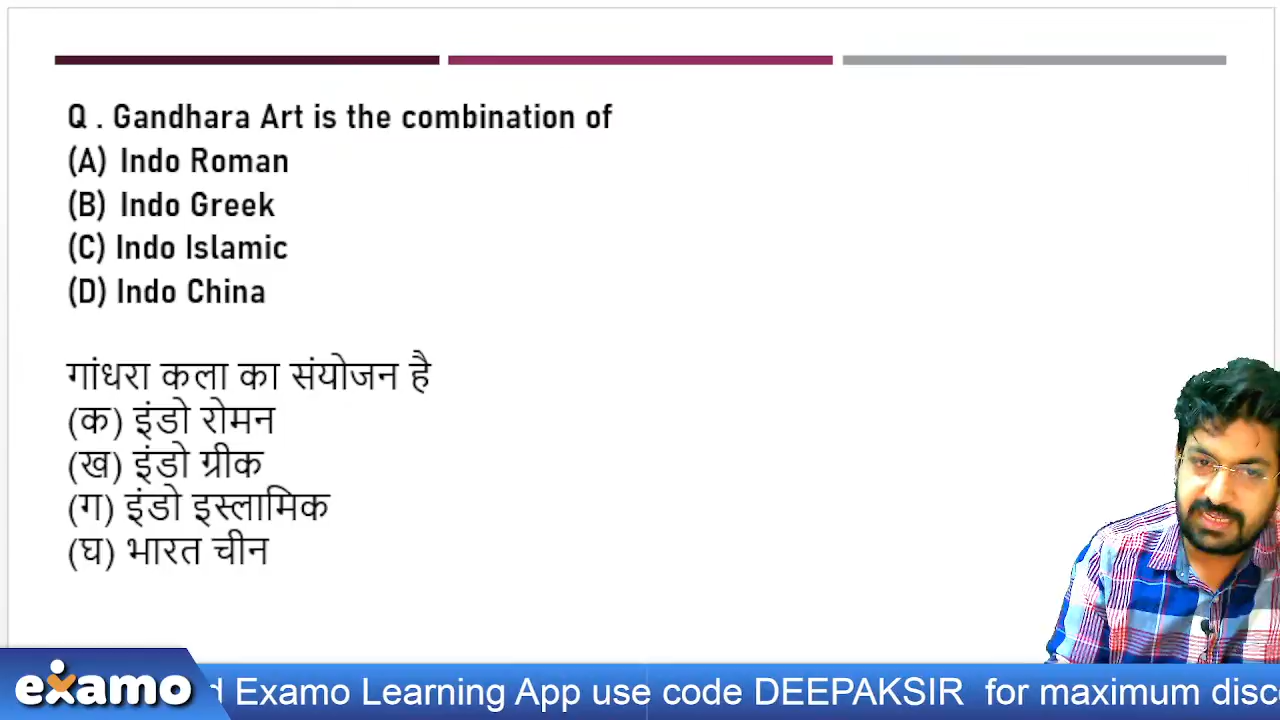 Q . Gandhara Art is the combination of
(A) Indo Roman
(B) Indo Greek
(C) Indo Islamic
(D) Indo China
गांधरा कला का संयोजन है
(क) इंडो रोमन
(ख) इंडो ग्रीक
(ग) इंडो इस्लामिक
(घ) भारत चीन
examo
Examo Learning App use code DEEPAKSIR for maximum disc